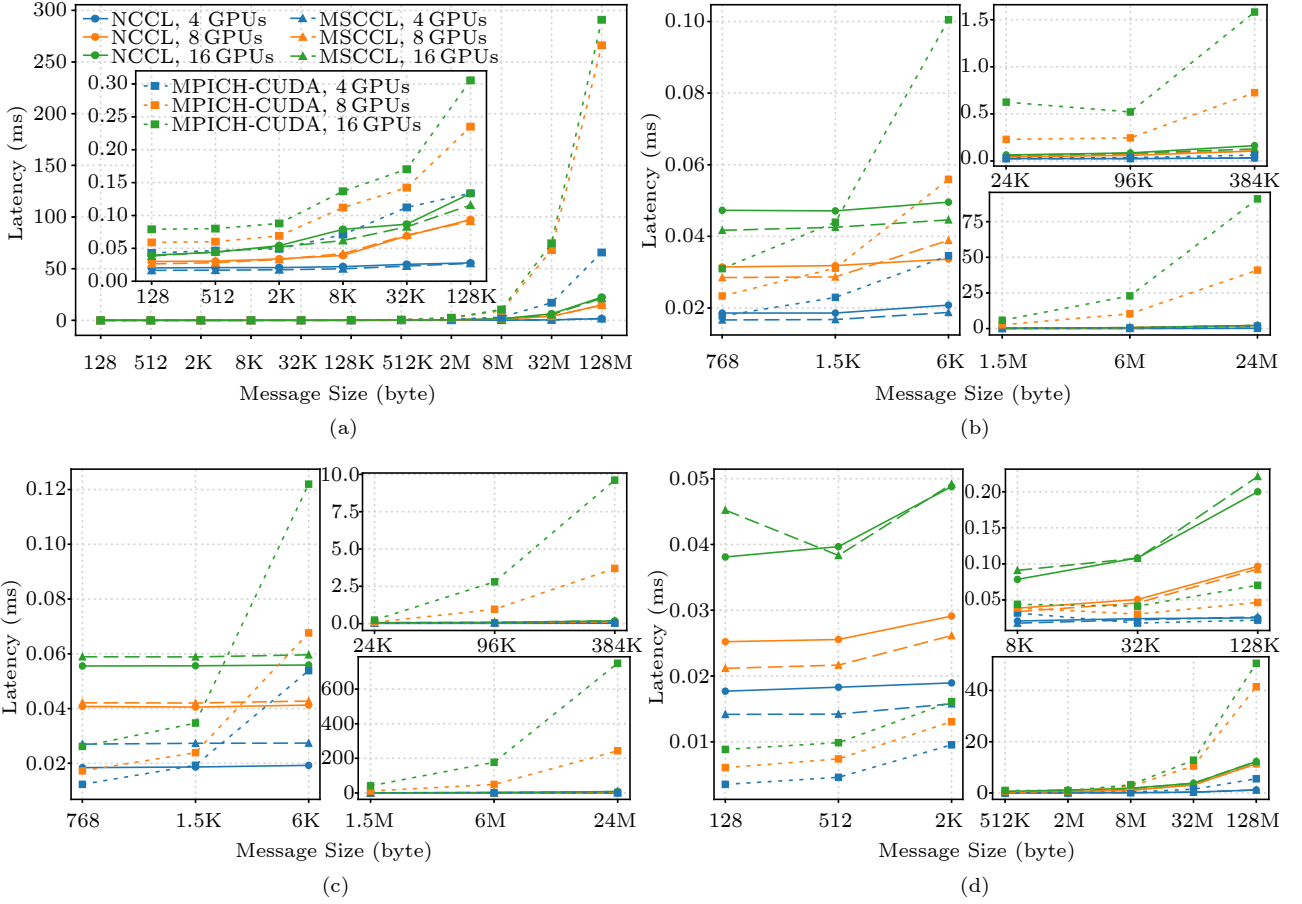 NCCL, 4 GPUs
NCCL, 8 GPUs
NCCL, 16 GPUs
MSCCL, 4 GPUs
MSCCL, 8 GPUs
MSCCL, 16 GPUs
MPICH-CUDA, 4 GPUs
MPICH-CUDA, 8 GPUs
MPICH-CUDA, 16 GPUs
Latency (ms)
300
250
200
150
100
50
0
0.30
0.25
0.20
0.15
0.10
0.05
0.00
128 512 2K 8K 32K 128K
128 512 2K 8K 32K 128K 512K 2M 8M 32M 128M
Message Size (byte)
(a)
Latency (ms)
0.10
0.08
0.06
0.04
0.02
768 1.5K 6K
1.5
1.0
0.5
0.0
24K 96K 384K
75
50
25
0
1.5M 6M 24M
Message Size (byte)
(b)
Latency (ms)
0.12
0.10
0.08
0.06
0.04
0.02
768 1.5K 6K
10.0
7.5
5.0
2.5
0.0
24K 96K 384K
600
400
200
0
1.5M 6M 24M
Message Size (byte)
(c)
Latency (ms)
0.05
0.04
0.03
0.02
0.01
128 512 2K
0.20
0.15
0.10
0.05
8K 32K 128K
40
20
0
512K 2M 8M 32M 128M
Message Size (byte)
(d)